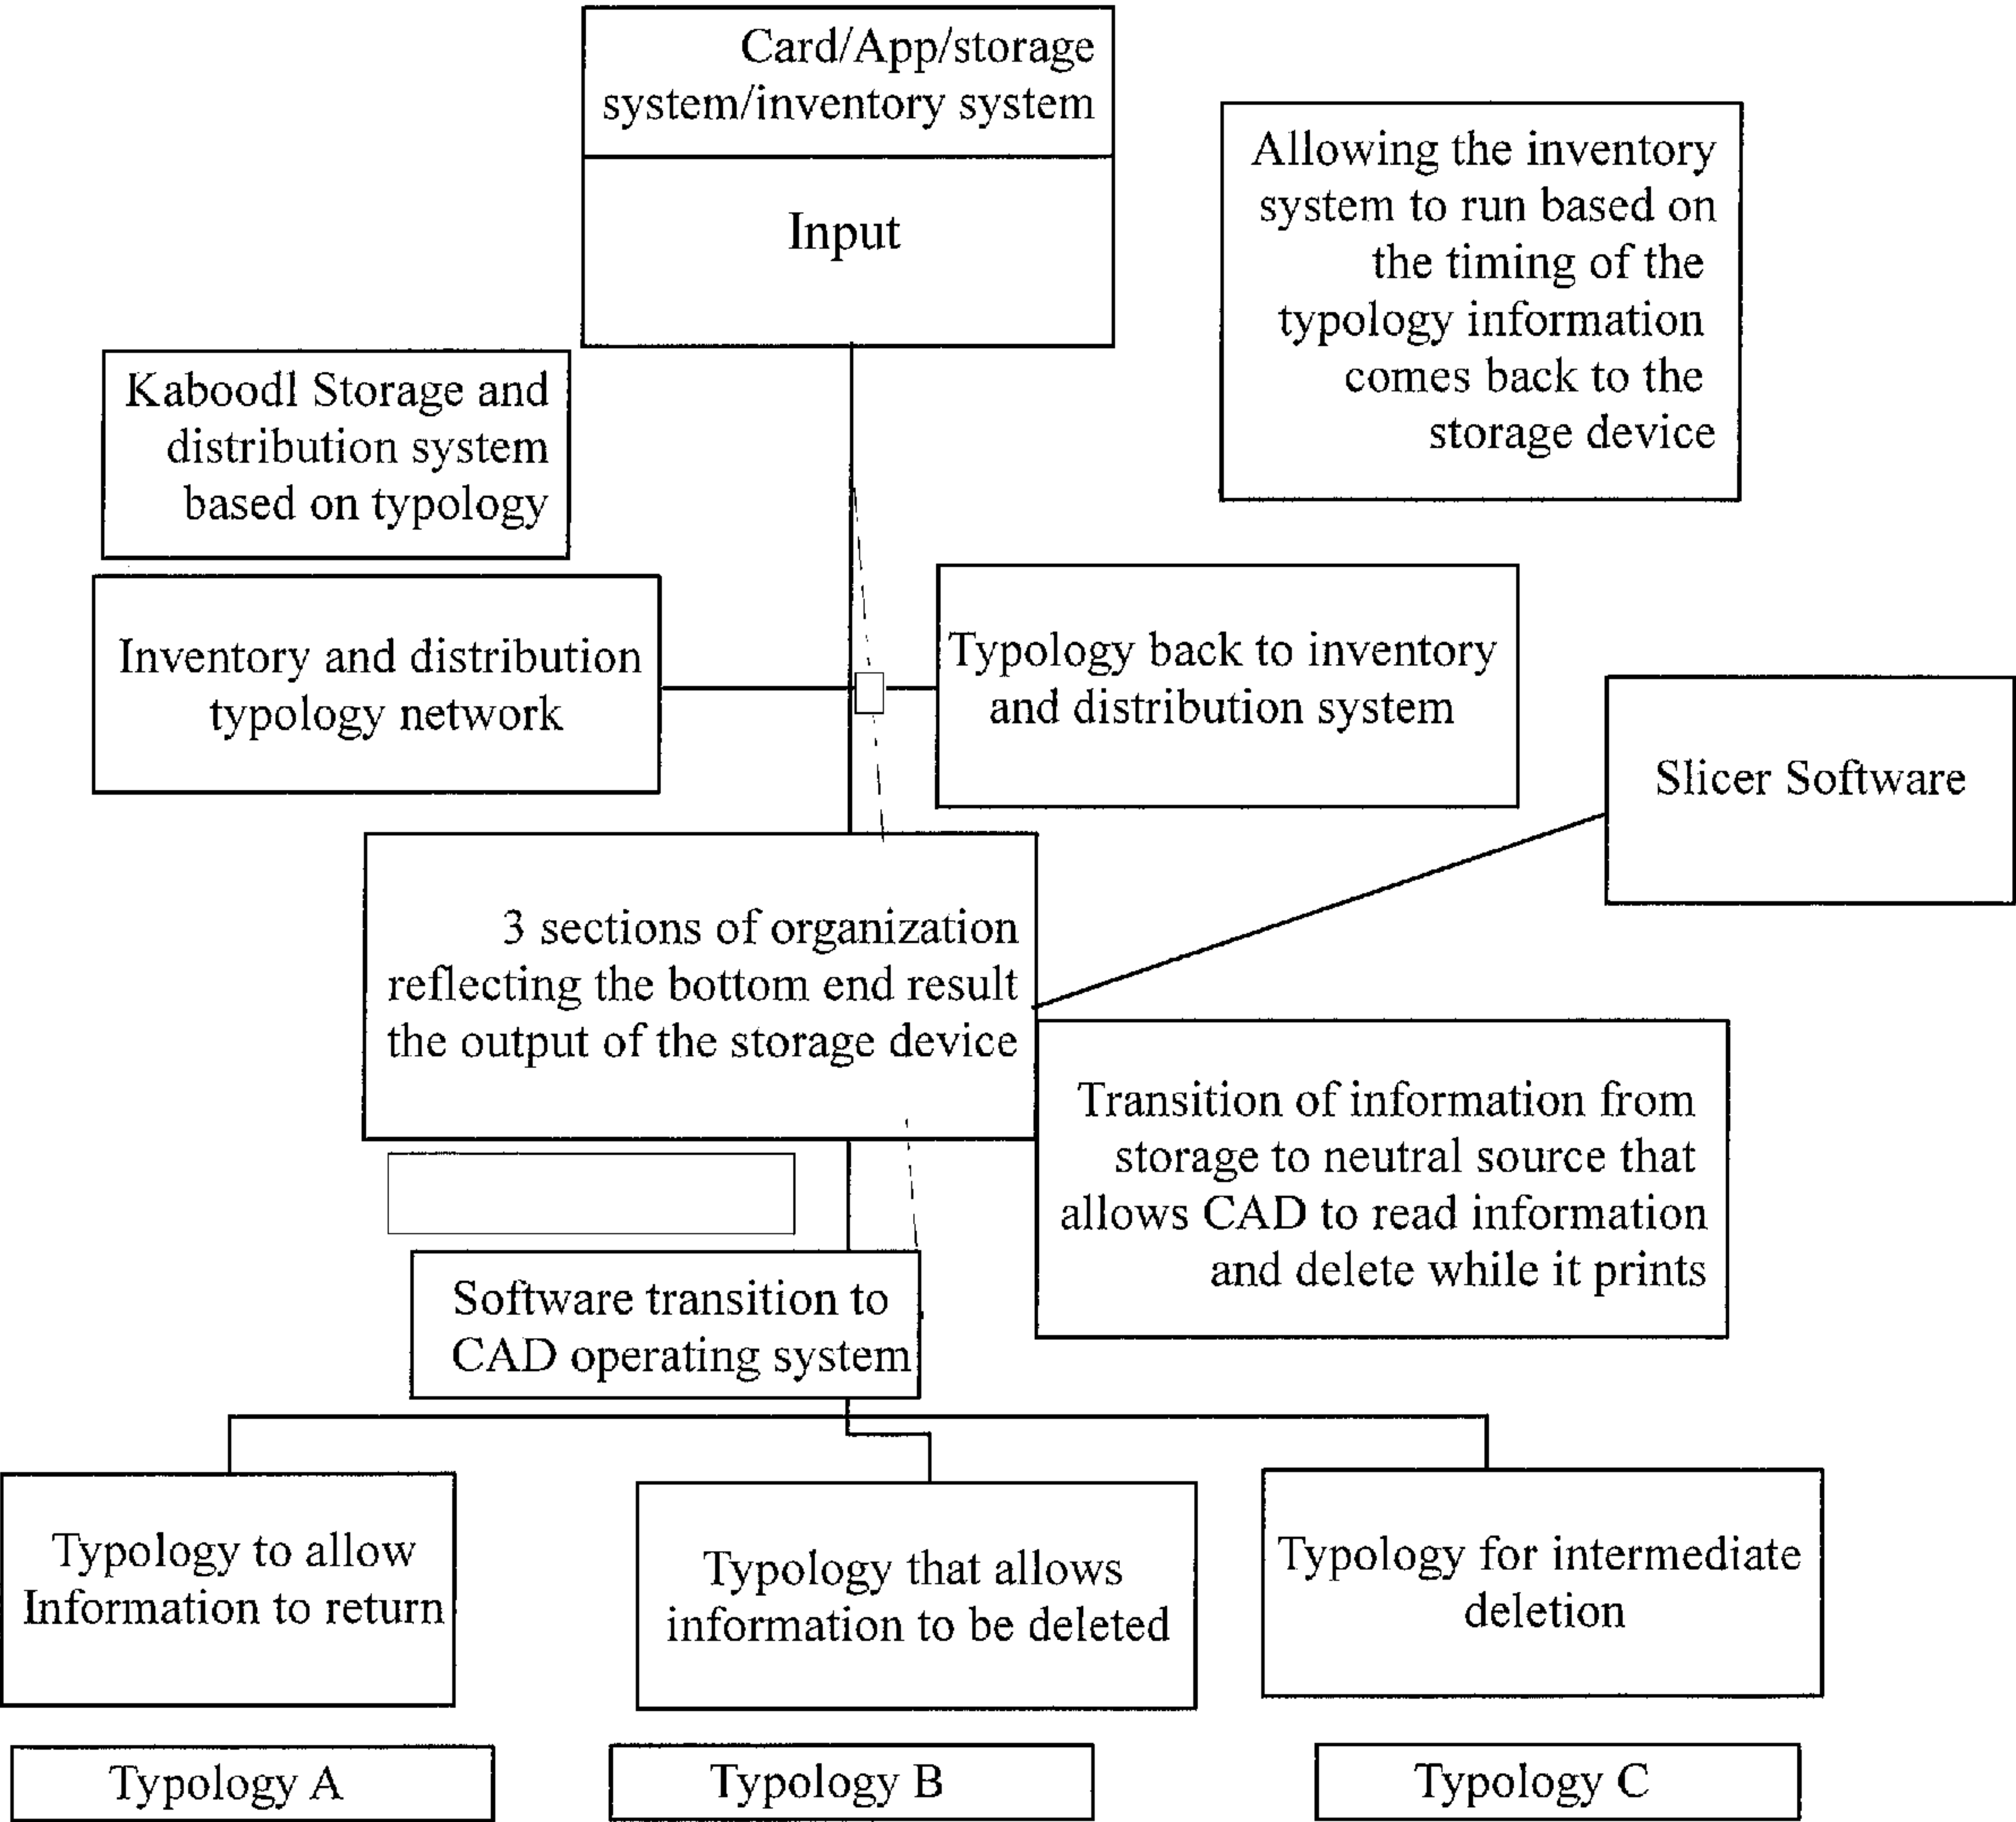 Card/App/storage
system/inventory system
Input
Allowing the inventory
system to run based on
the timing of the
typology information
comes back to the
storage device
Kaboodl Storage and
distribution system
based on typology
Inventory and distribution
typology network
Typology back to inventory
and distribution system
Slicer Software
3 sections of organization
reflecting the bottom end result
the output of the storage device
Transition of information from
storage to neutral source that
allows CAD to read information
and delete while it prints
Software transition to
CAD operating system
Typology to allow
Information to return
Typology that allows
information to be deleted
Typology for intermediate
deletion
Typology A
Typology B
Typology C